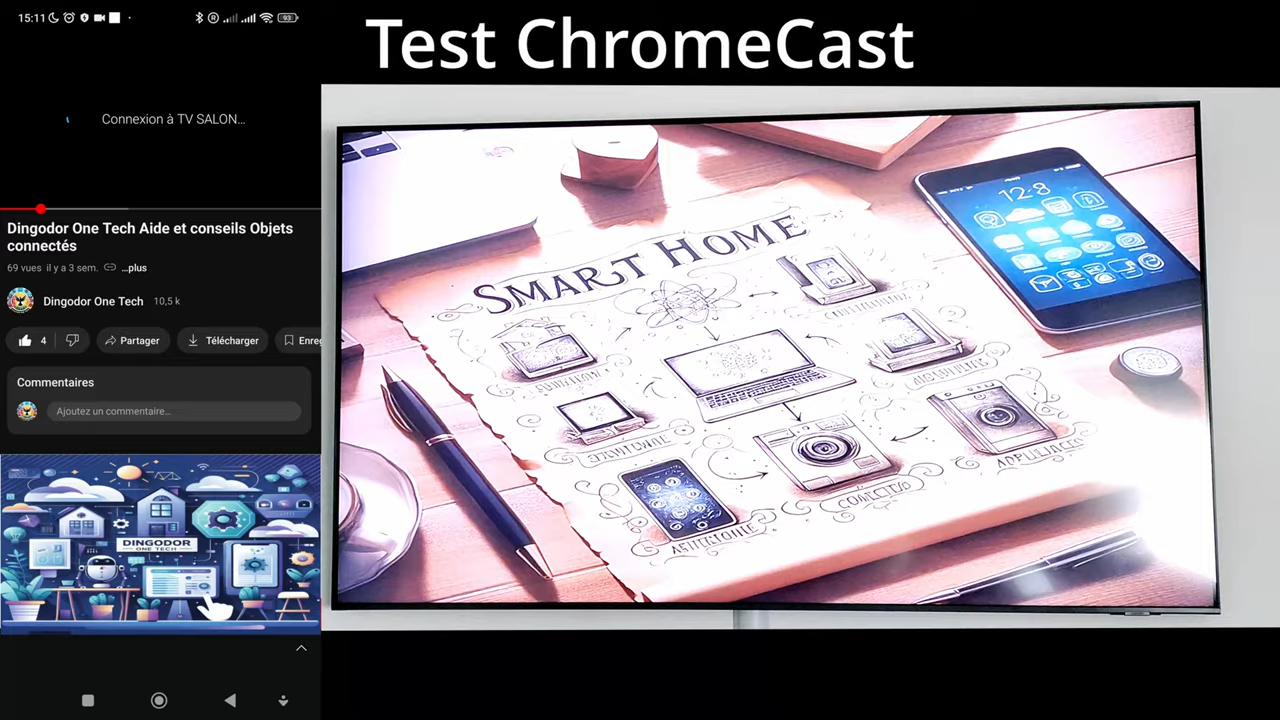 15:11
93
Test ChromeCast
Connexion à TV SALON...
Dingodor One Tech Aide et conseils Objets
connectés
69 vues il y a 3 sem. ...plus
Dingodor One Tech 10,5 k
4
Partager
Télécharger
Enreg
Commentaires
Ajoutez un commentaire...
DINGODOR
ONE TECH
SMART HOME
12:8